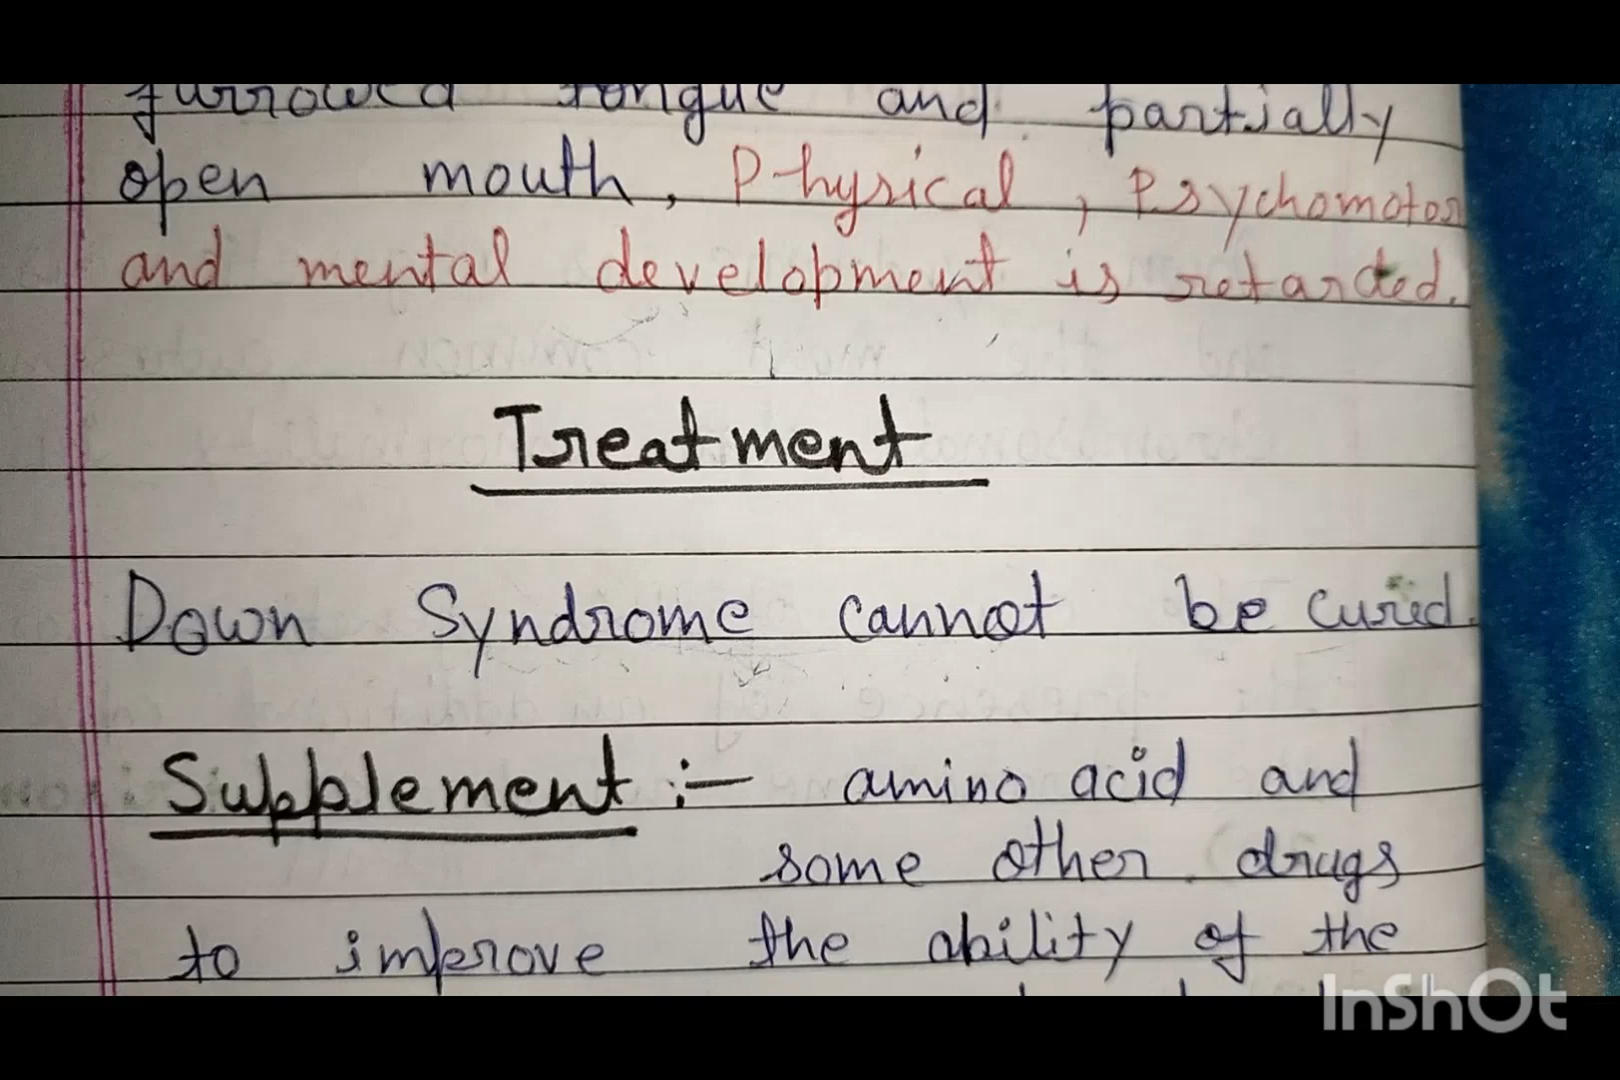 furrowed tongue and partially
open mouth, Physical, Psychomotor
and mental development is retarded.
Treatment
Down Syndrome cannot be cured.
Supplement :- amino acid and
some other drugs
to improve the ability of the
InShOt